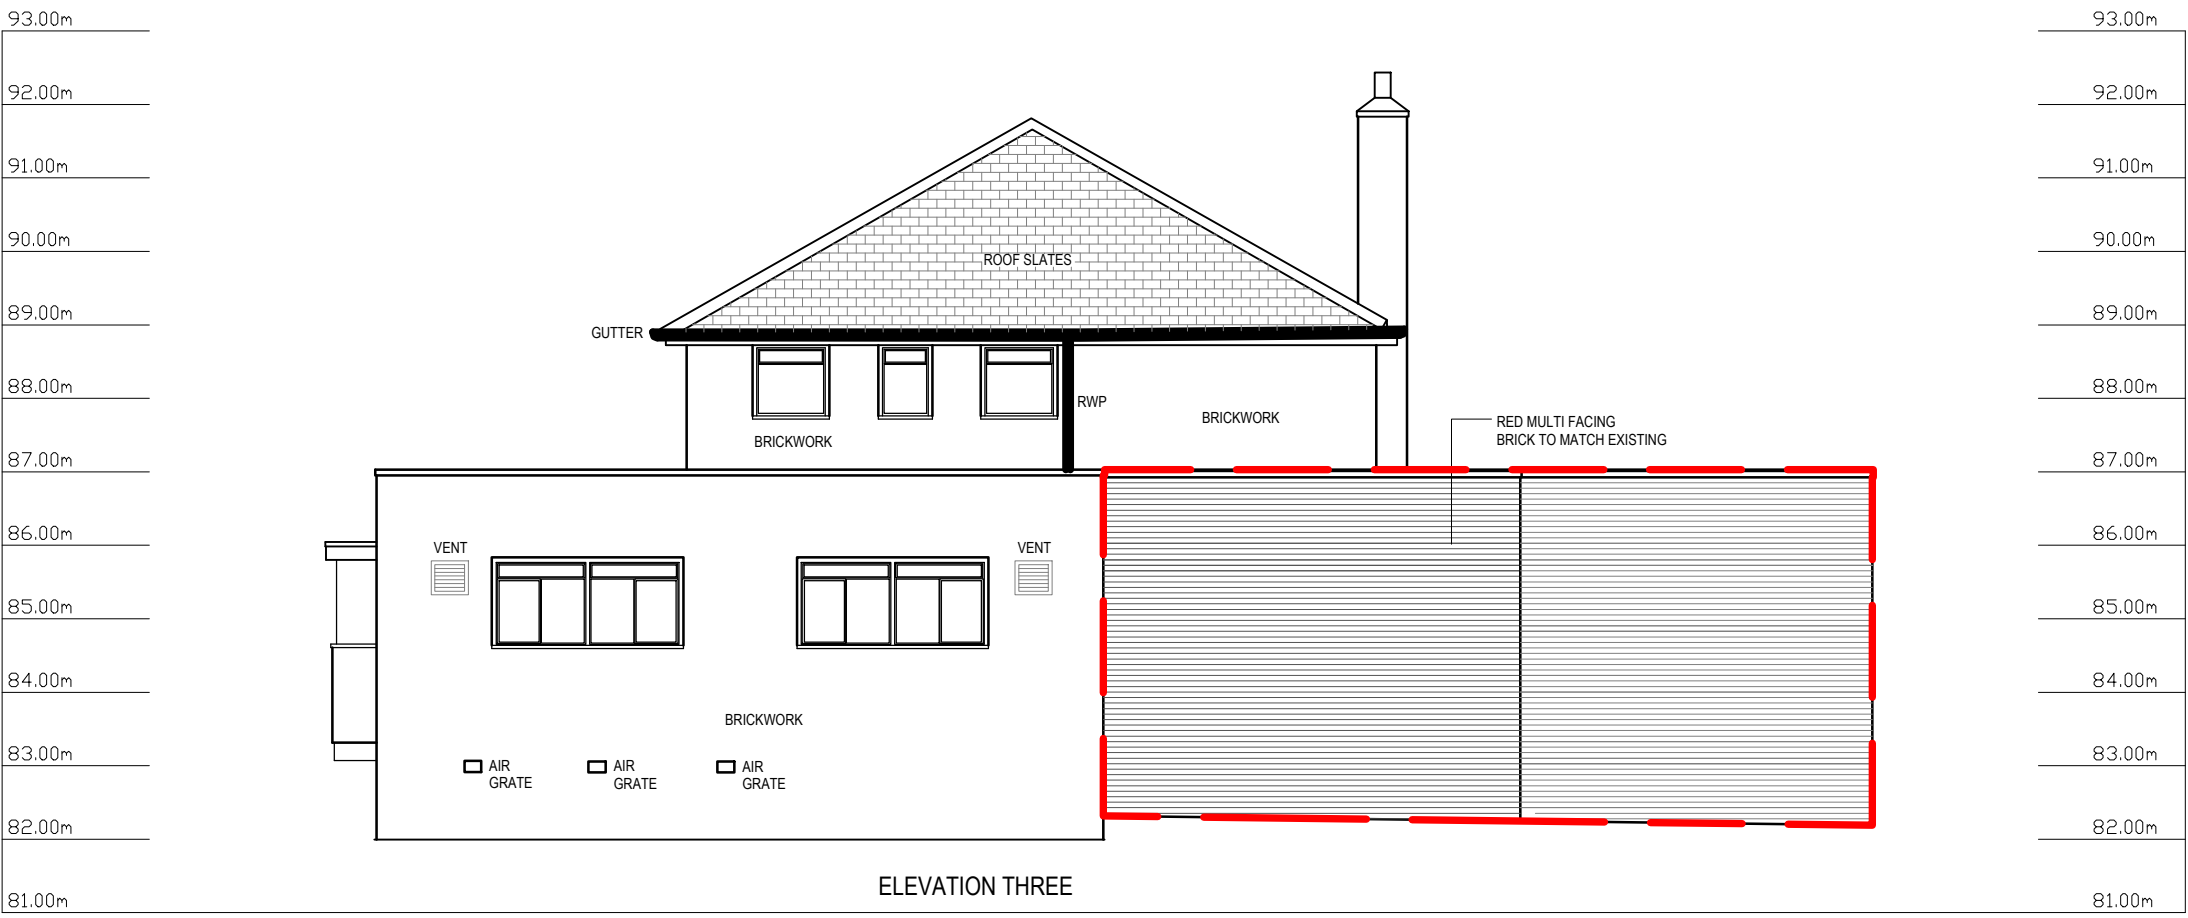 93.00m
93.00m
92.00m
92.00m
91.00m
91.00m
90.00m
90.00m
ROOF SLATES
89.00m
89.00m
GUTTER
88.00m
88.00m
RWP
BRICKWORK
RED MULTI FACING
BRICK TO MATCH EXISTING
BRICKWORK
87.00m
87.00m
86.00m
VENT
VENT
86.00m
85.00m
85.00m
84.00m
84.00m
BRICKWORK
83.00m
83.00m
AIR
GRATE
AIR
GRATE
AIR
GRATE
82.00m
82.00m
ELEVATION THREE
81.00m
81.00m